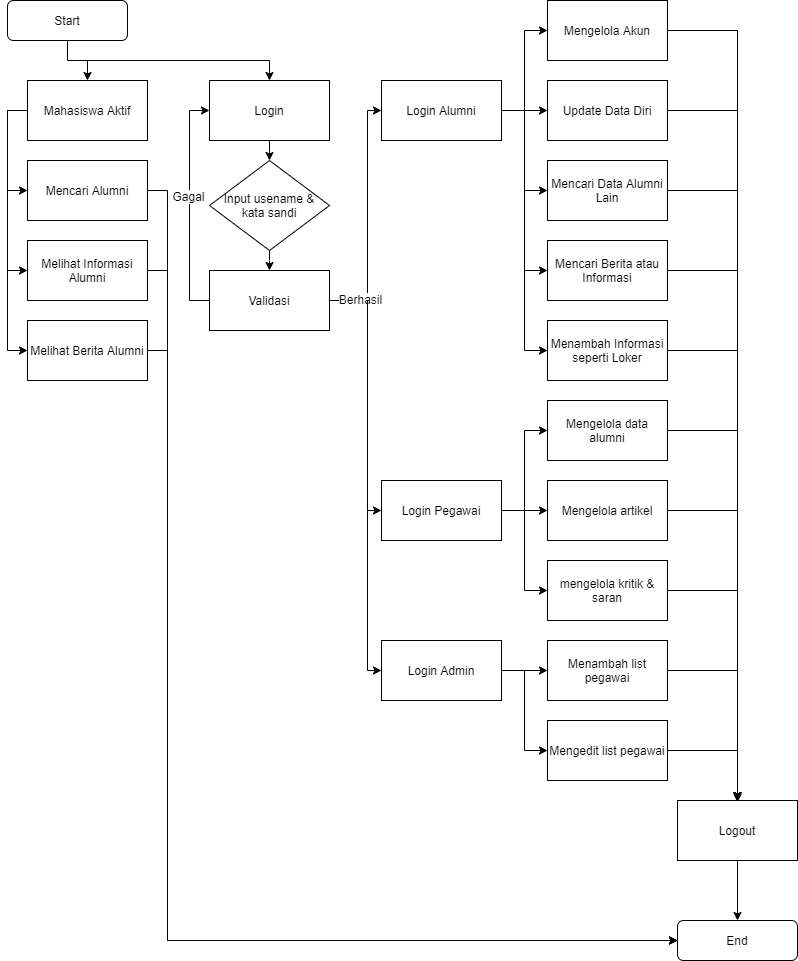 Start
Mahasiswa Aktif
Mencari Alumni
Melihat Informasi
Alumni
Melihat Berita Alumni
Login
Input usename &
kata sandi
Gagal
Validasi
Berhasil
Login Alumni
Mengelola Akun
Update Data Diri
Mencari Data Alumni
Lain
Mencari Berita atau
Informasi
Menambah Informasi
seperti Loker
Login Pegawai
Mengelola data
alumni
Mengelola artikel
mengelola kritik &
saran
Login Admin
Menambah list
pegawai
Mengedit list pegawai
Logout
End